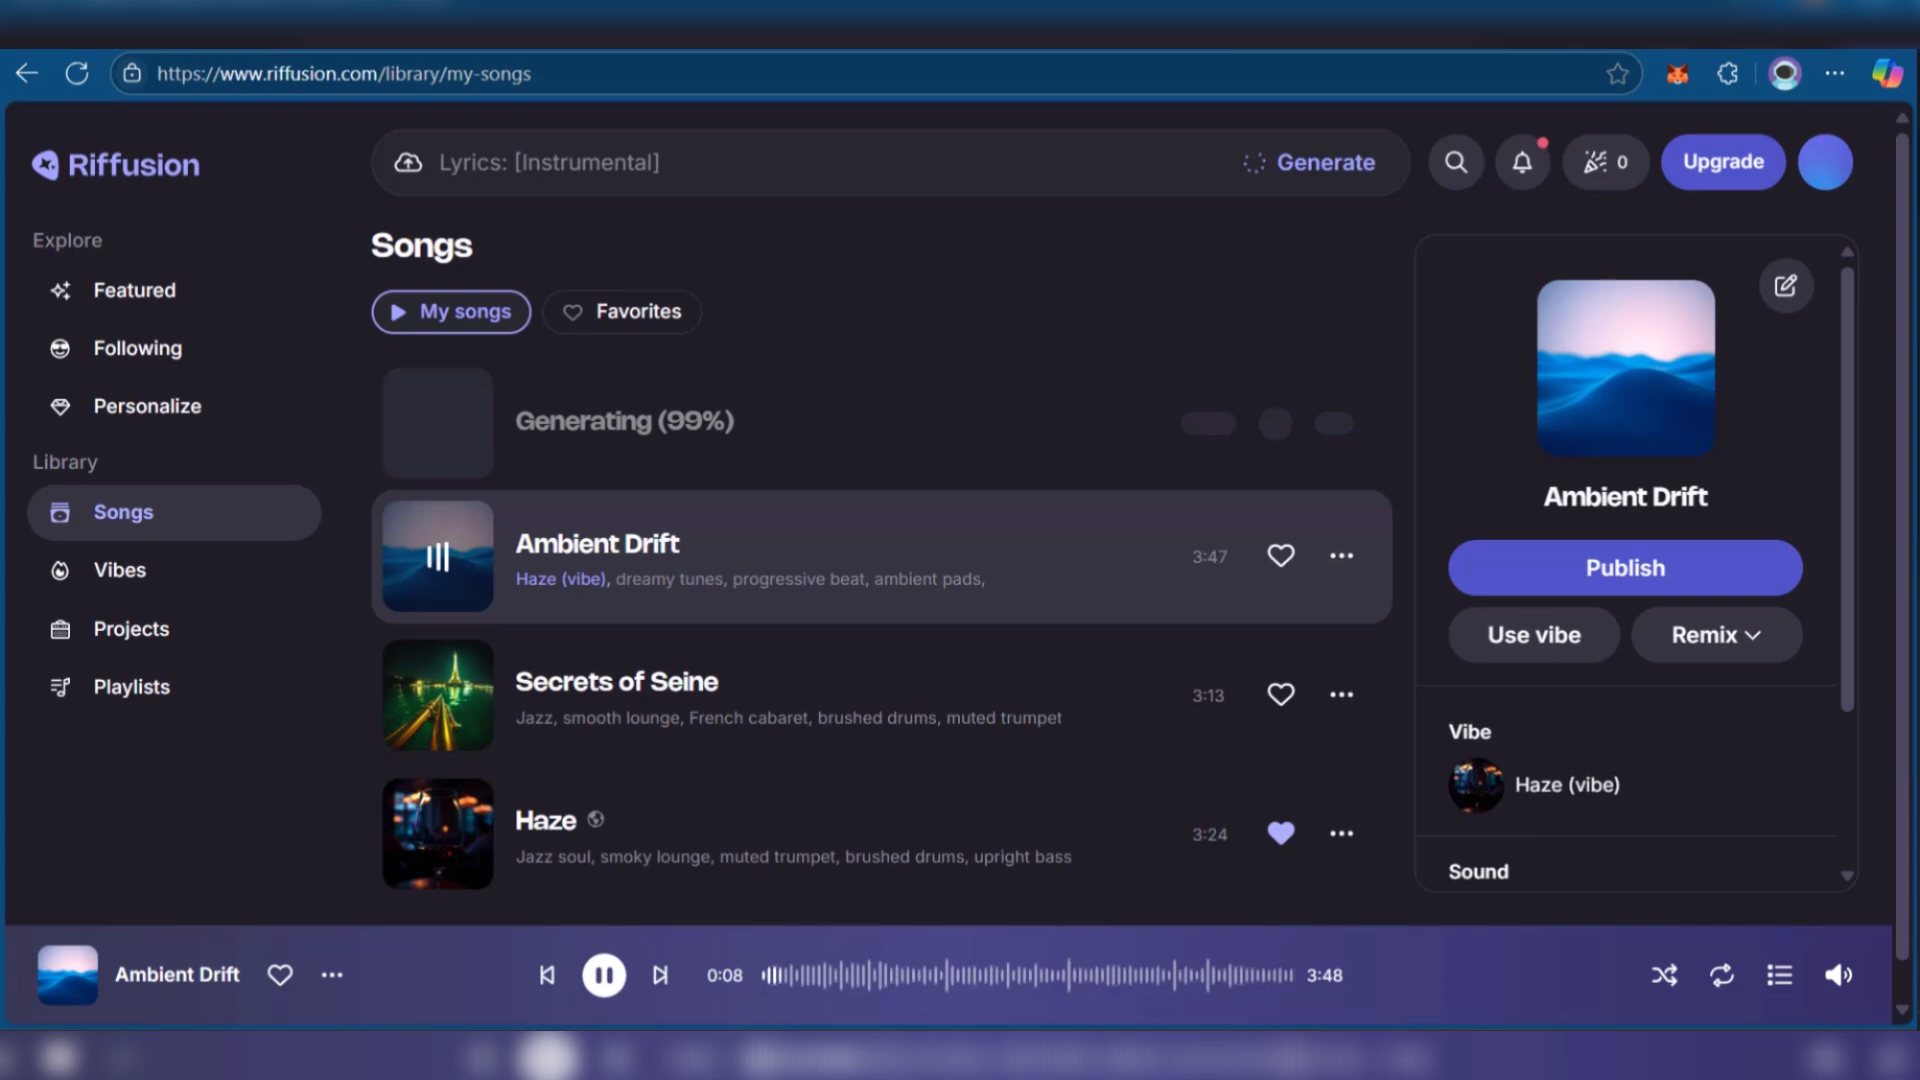 https://www.riffusion.com/library/my-songs
Riffusion
Lyrics: [Instrumental]
Generate
0
Upgrade
Explore
Featured
Following
Personalize
Library
Songs
Vibes
Projects
Playlists
Songs
My songs
Favorites
Generating (99%)
Ambient Drift
3:47
Haze (vibe), dreamy tunes, progressive beat, ambient pads,
Secrets of Seine
3:13
Jazz, smooth lounge, French cabaret, brushed drums, muted trumpet
Haze
3:24
Jazz soul, smoky lounge, muted trumpet, brushed drums, upright bass
Ambient Drift
Publish
Use vibe
Remix
Vibe
Haze (vibe)
Sound
Ambient Drift
0:08
3:48